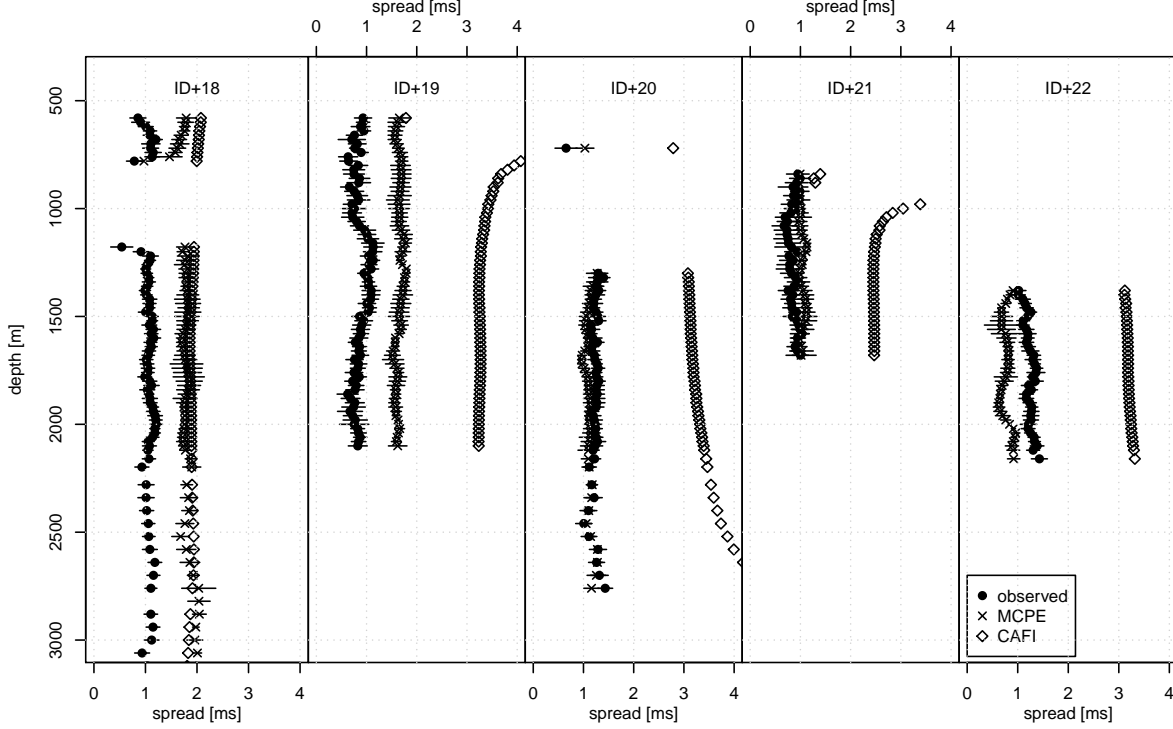 spread [ms]
spread [ms]
0 1 2 3 4
0 1 2 3 4
ID+18
ID+19
ID+20
ID+21
ID+22
500
1000
1500
2000
2500
3000
depth [m]
observed
MCPE
CAFI
0 1 2 3 4
0 1 2 3 4
0 1 2 3 4
spread [ms]
spread [ms]
spread [ms]